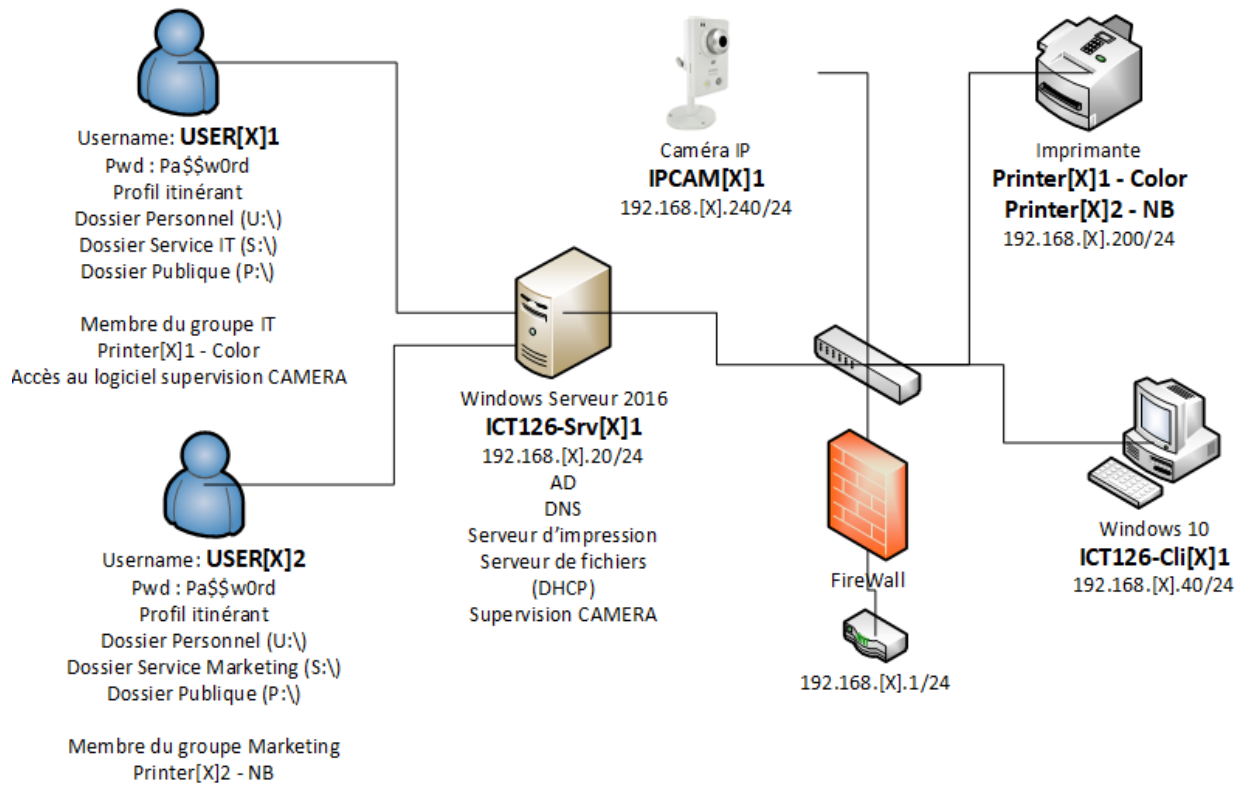 Username: USER[X]1
Pwd : Pa$$w0rd
Profil itinérant
Dossier Personnel (U:\)
Dossier Service IT (S:\)
Dossier Publique (P:\)
Membre du groupe IT
Printer[X]1 - Color
Accès au logiciel supervision CAMERA
Username: USER[X]2
Pwd : Pa$$w0rd
Profil itinérant
Dossier Personnel (U:\)
Dossier Service Marketing (S:\)
Dossier Publique (P:\)
Membre du groupe Marketing
Printer[X]2 - NB
Windows Serveur 2016
ICT126-Srv[X]1
192.168.[X].20/24
AD
DNS
Serveur d'impression
Serveur de fichiers
(DHCP)
Supervision CAMERA
Caméra IP
IPCAM[X]1
192.168.[X].240/24
Imprimante
Printer[X]1 - Color
Printer[X]2 - NB
192.168.[X].200/24
FireWall
192.168.[X].1/24
Windows 10
ICT126-Cli[X]1
192.168.[X].40/24